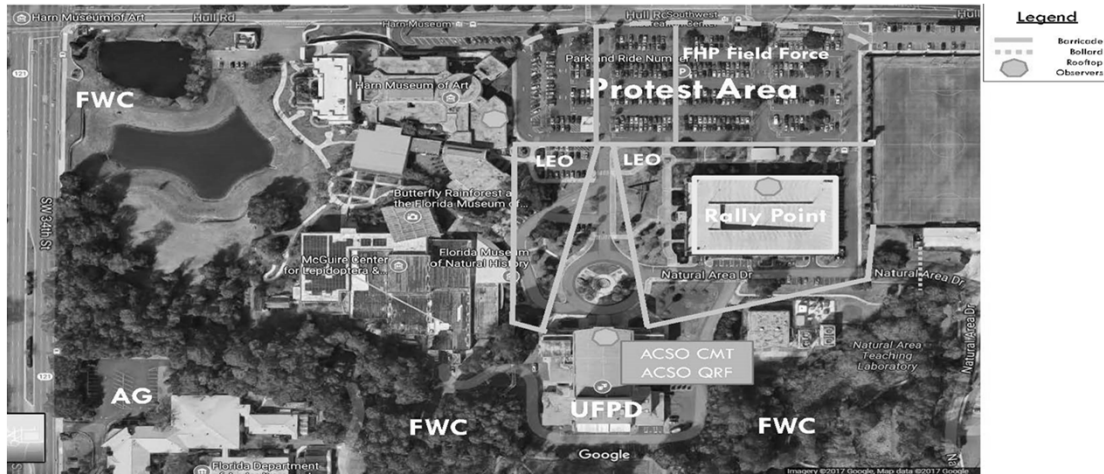 Harn Museum of Art
Hull Rd
Harn Museum
Hull Rd
Southwest
Hull
Legend
Barricade
Bollard
Rooftop
Observers
121
FWC
Park and Ride Number
FHP Field Force
P
Protest Area
Harn Museum of Art
LEO
LEO
Butterfly Rainforest a
the Florida Museum of...
Rally Point
SW 34th St
McGuire Center
for Lepidoptera &...
Florida Museum
of Natural History
Natural Area Dr
Natural Area Dr
Natural Area Dr
ACSO CMT
ACSO QRF
Natural Area
Teaching
Laboratory
121
AG
FWC
UFPD
FWC
Google
Florida Department
Imagery ©2017 Google, Map data ©2017 Google